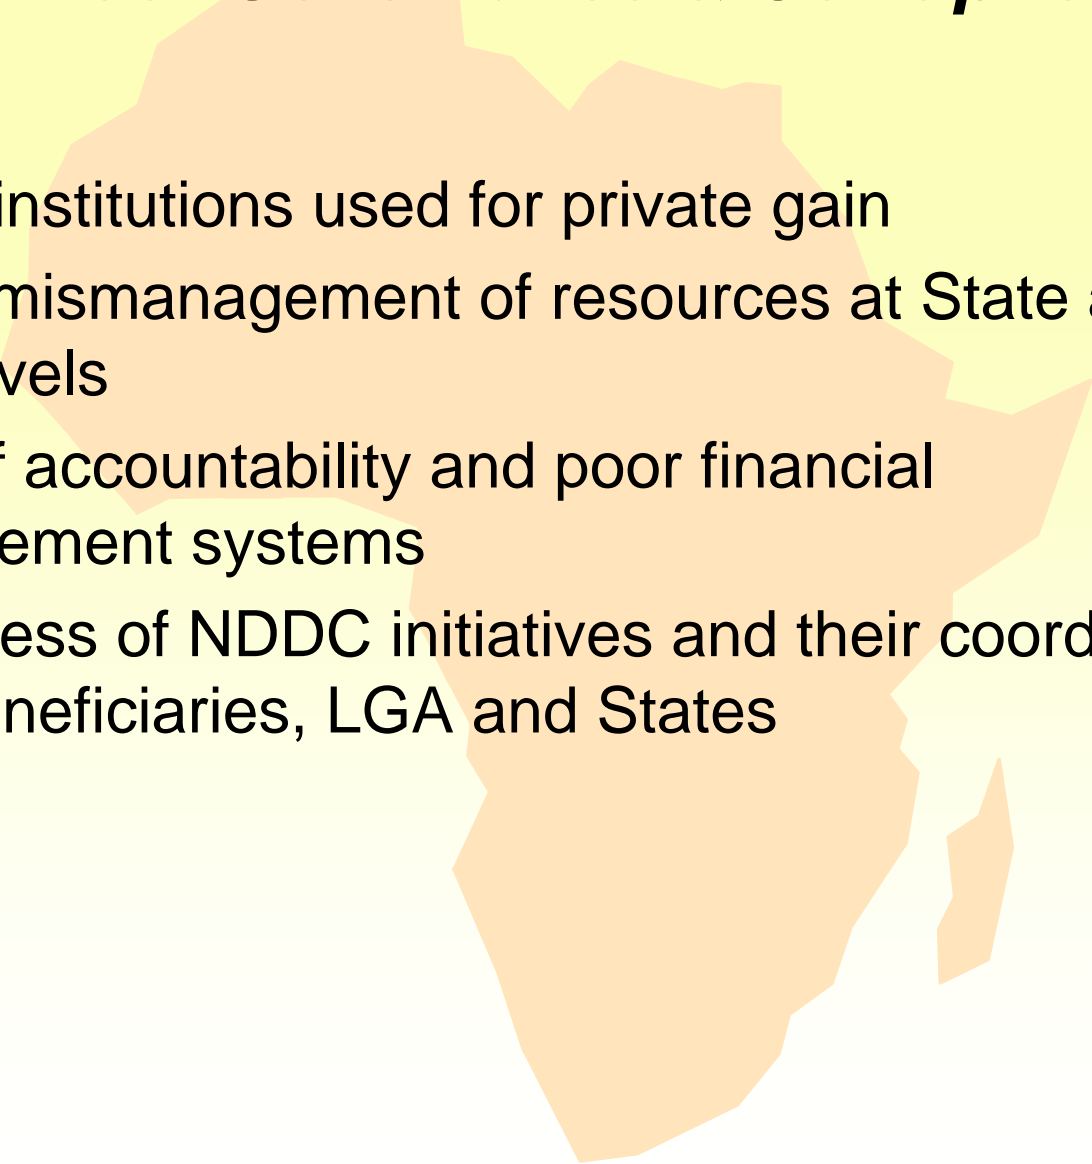 institutions used for private gain
mismanagement of resources at State
vels
f accountability and poor financial
ement systems
ess of NDDC initiatives and their coord
neficiaries, LGA and States